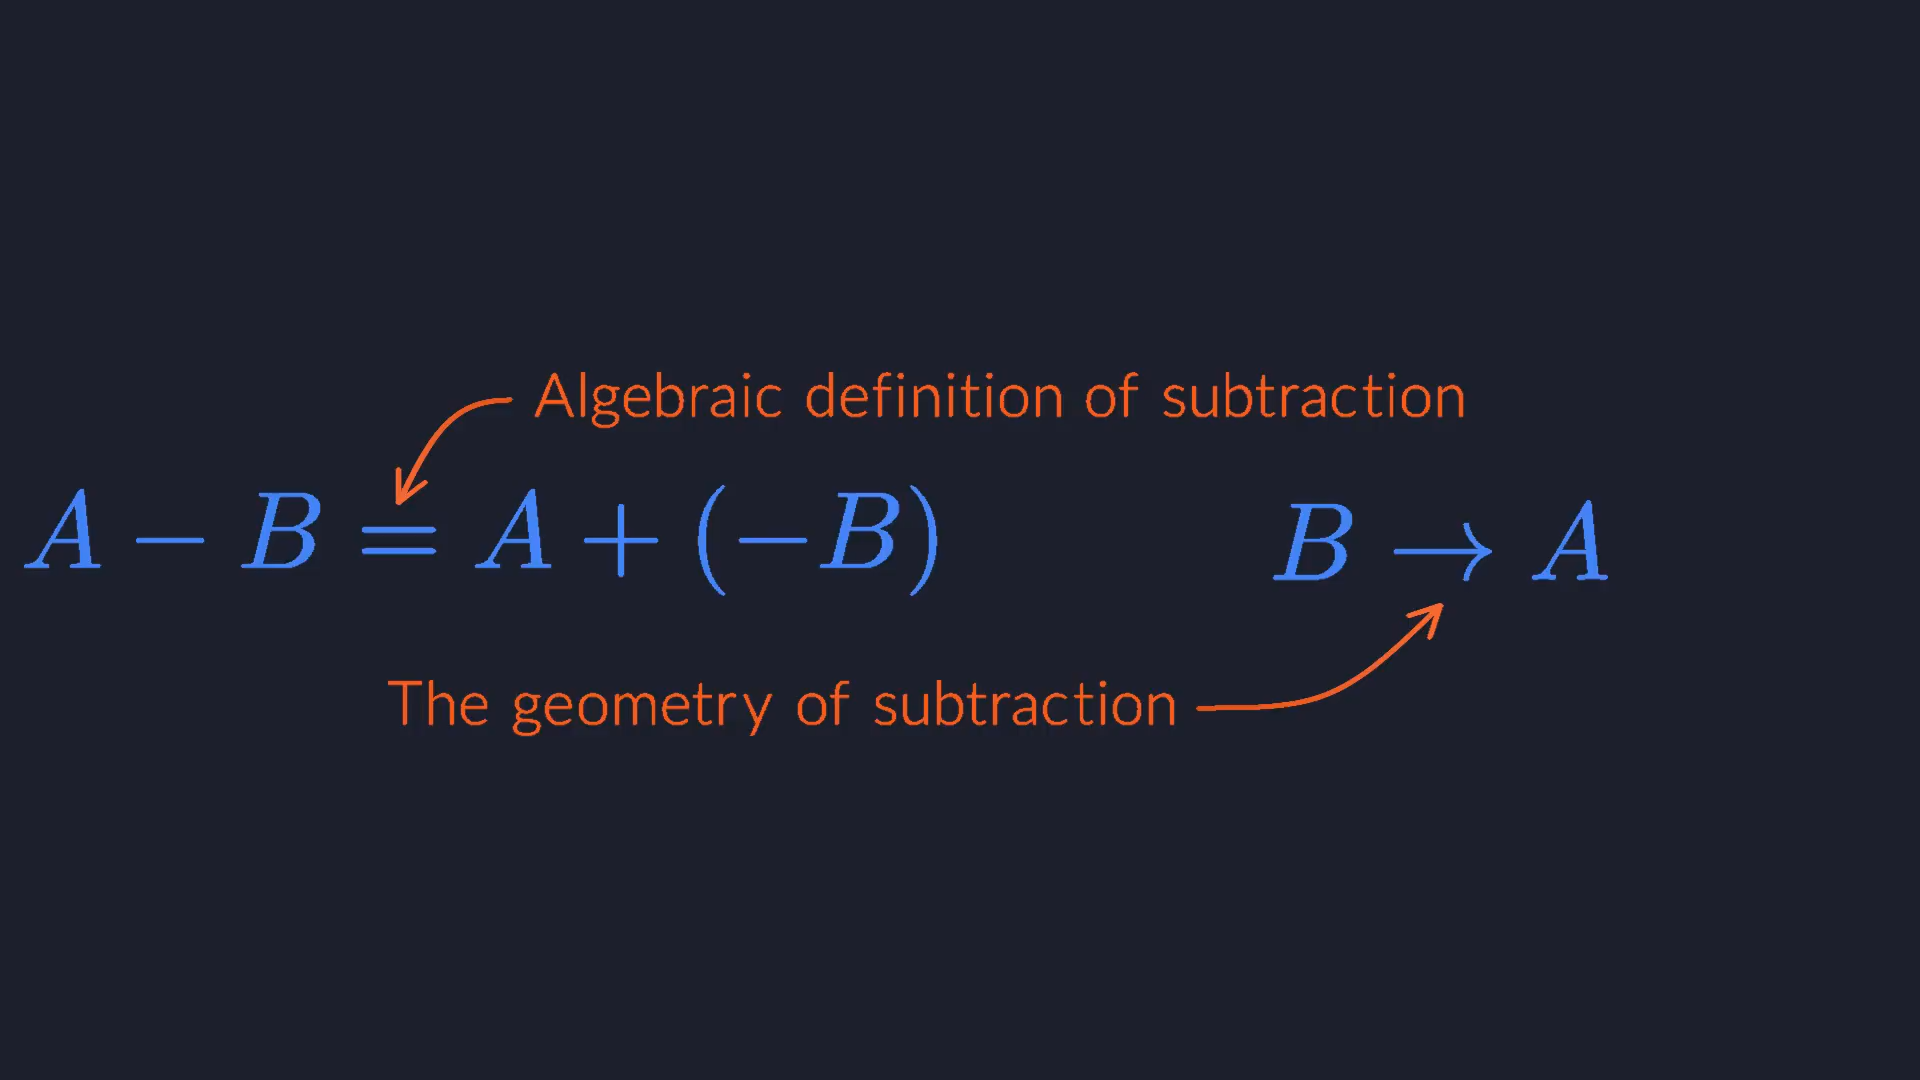 Algebraic definition of subtraction
A − B = A + (−B)
B → A
The geometry of subtraction